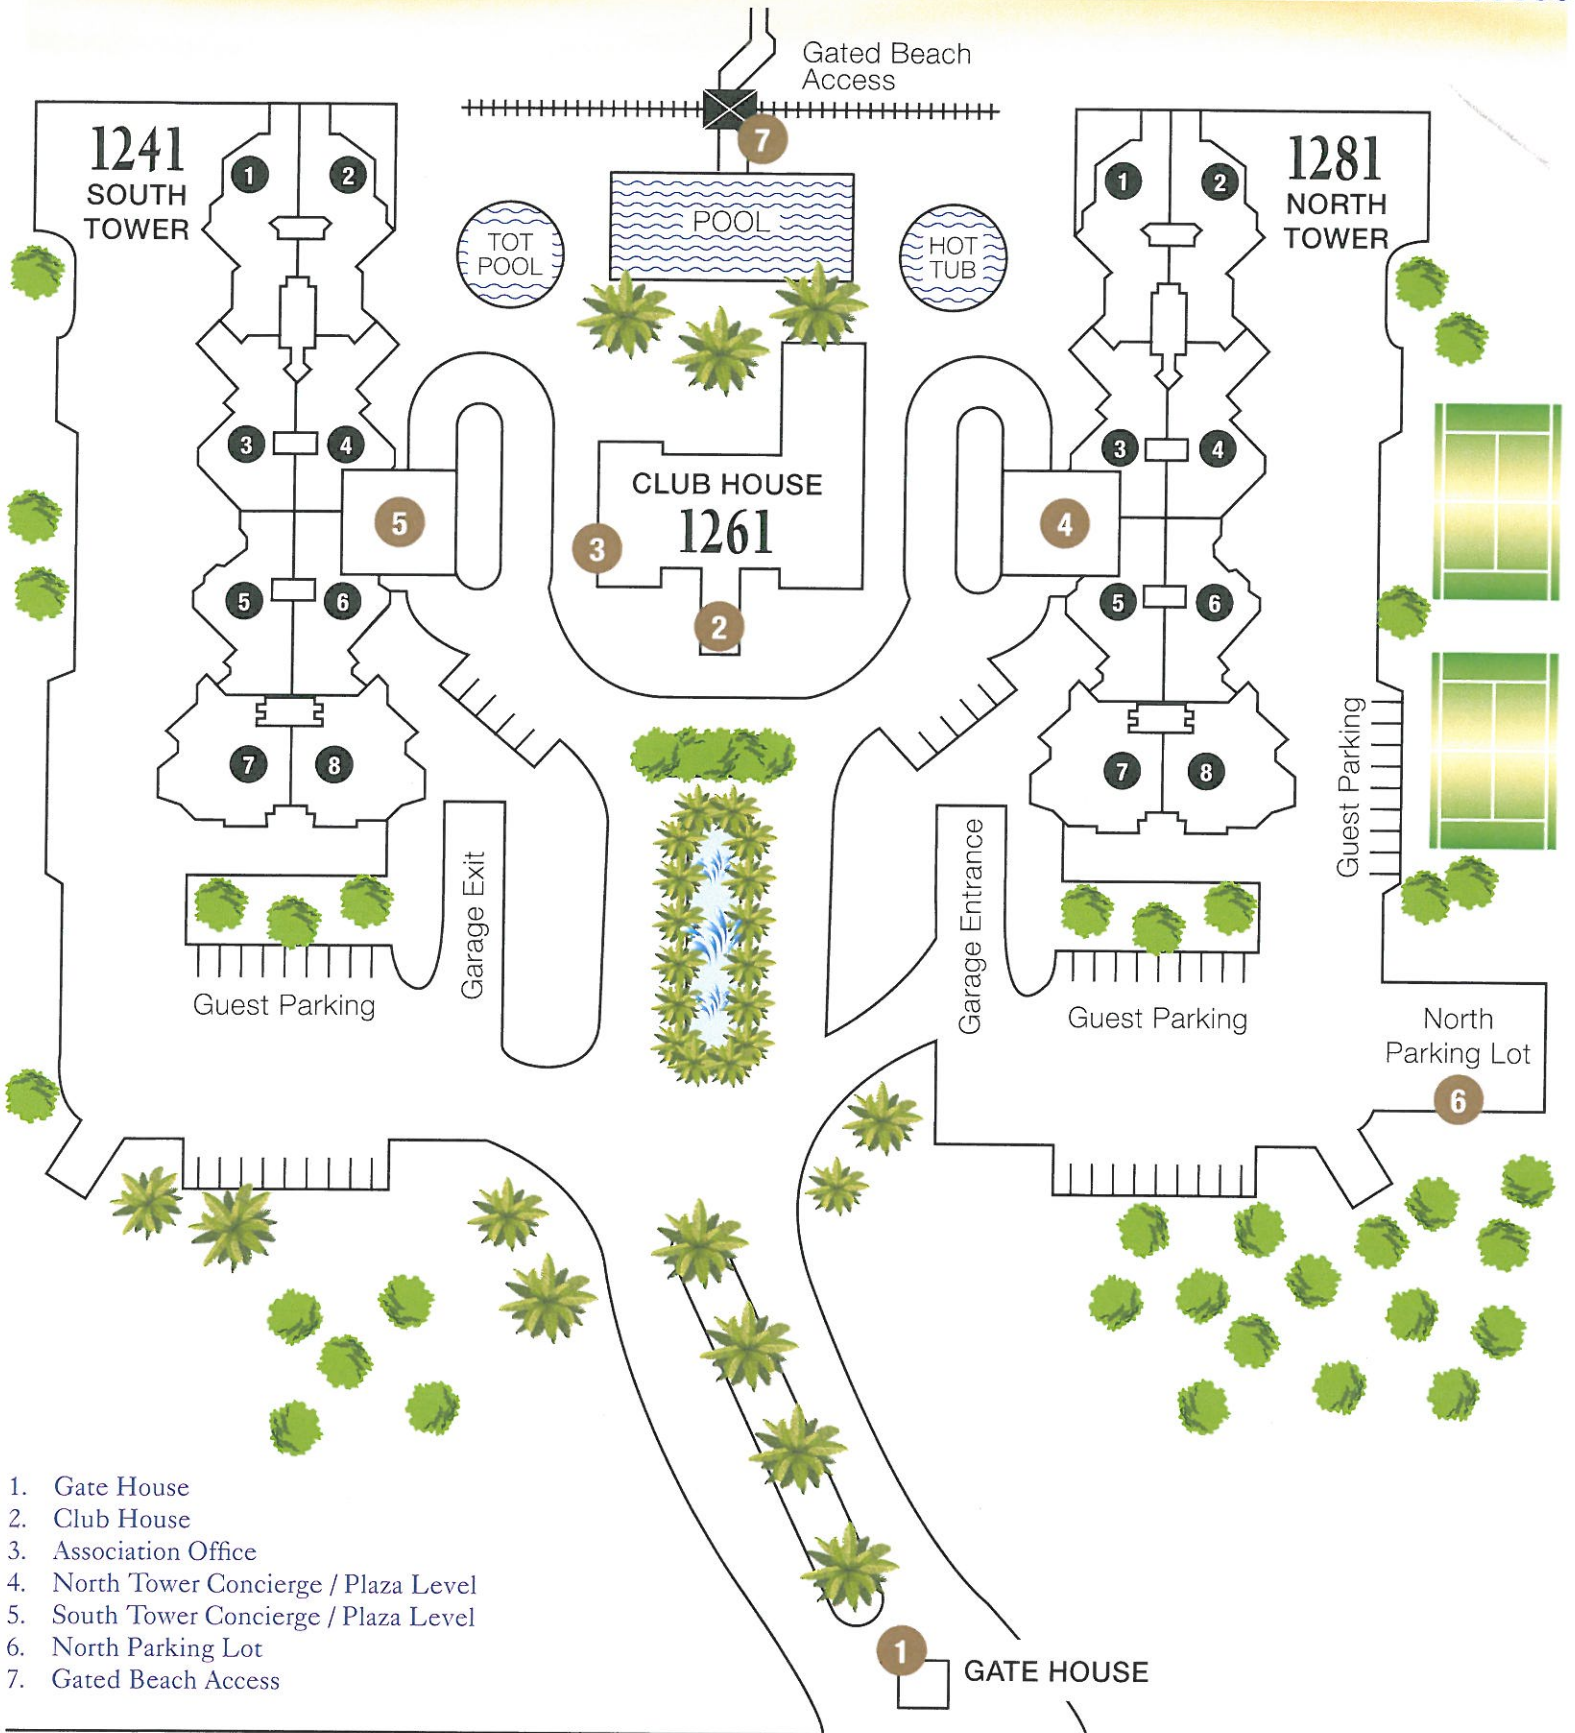 Gated Beach
Access
7
1241
SOUTH
TOWER
1
2
1281
NORTH
TOWER
1
2
POOL
TOT
POOL
HOT
TUB
3
4
3
4
CLUB HOUSE
1261
5
3
4
2
5
6
5
6
7
8
7
8
Guest Parking
Garage Exit
Garage Entrance
Guest Parking
Guest Parking
North
Parking Lot
6
1. Gate House
2. Club House
3. Association Office
4. North Tower Concierge / Plaza Level
5. South Tower Concierge / Plaza Level
6. North Parking Lot
7. Gated Beach Access
1
GATE HOUSE